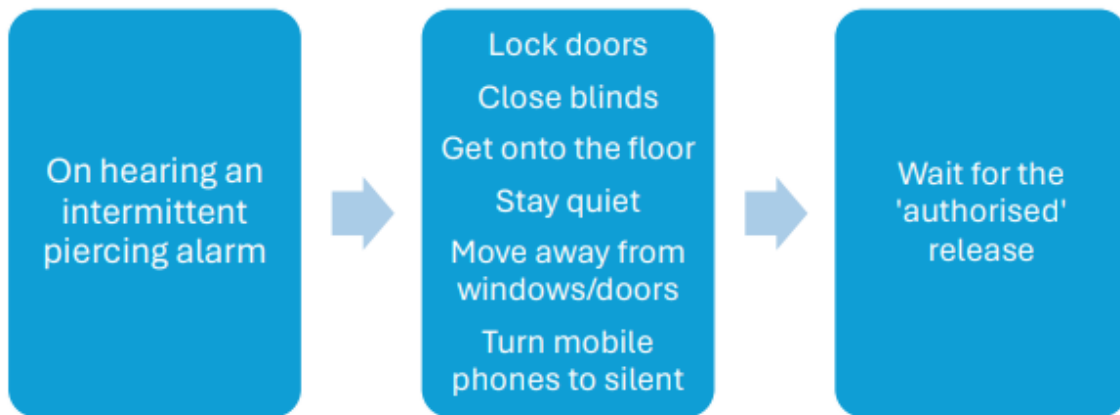 On hearing an
intermittent
piercing alarm
Lock doors
Close blinds
Get onto the floor
Stay quiet
Move away from
windows/doors
Turn mobile
phones to silent
Wait for the
'authorised'
release